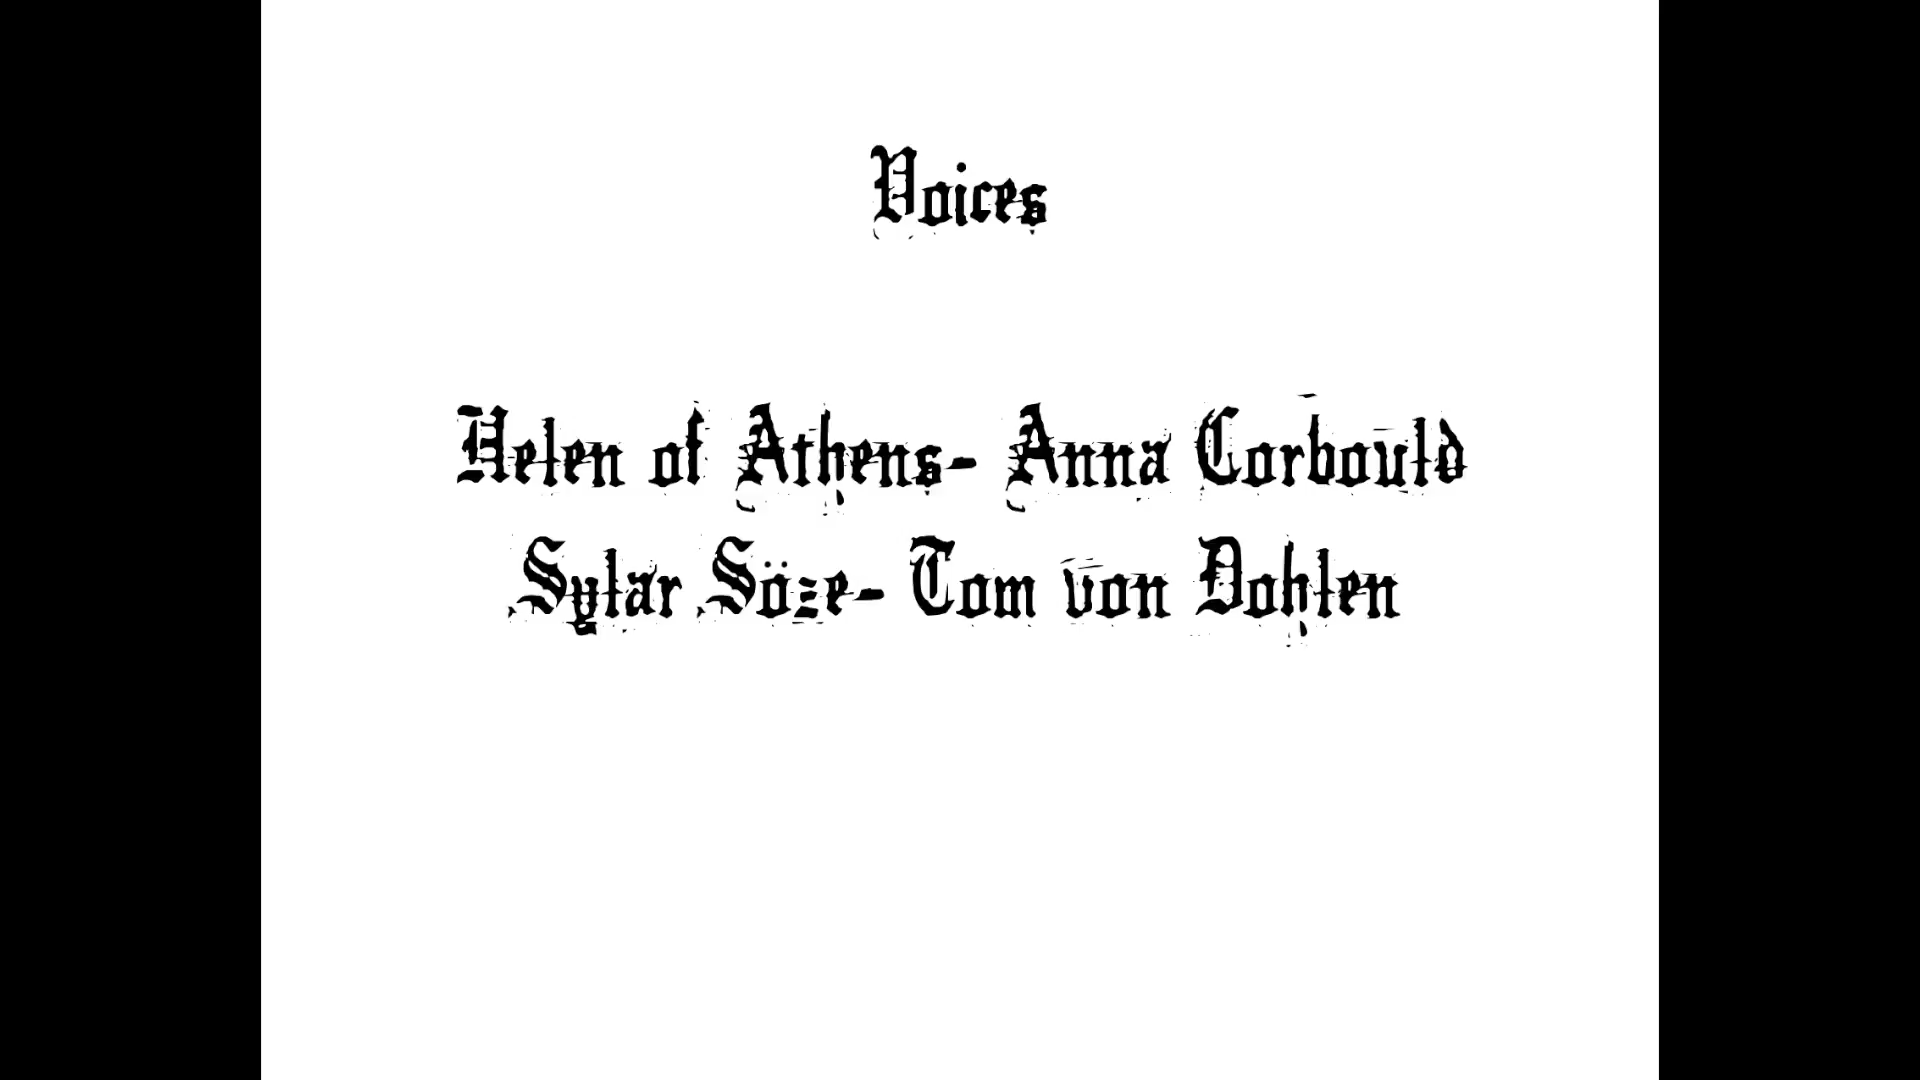 Voices
Helen of Athens- Anna Corbould
Sylar Söze- Tom von Dohlen